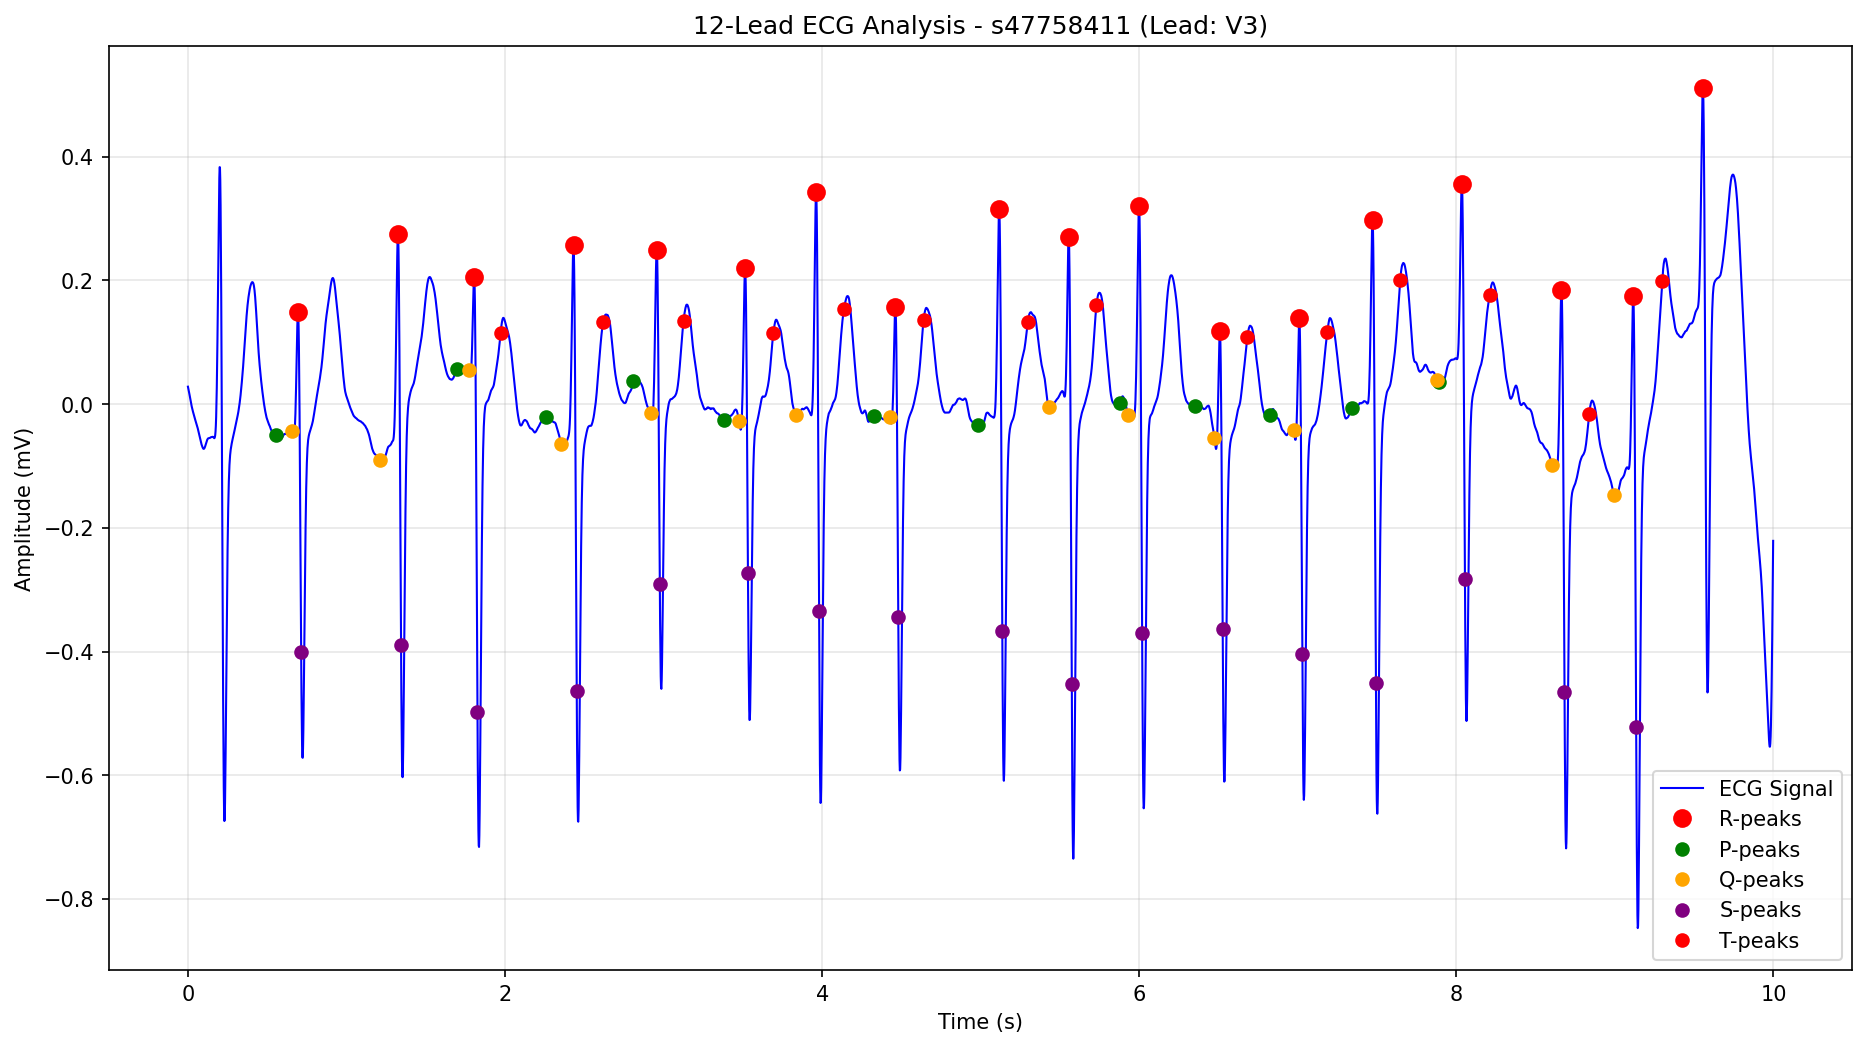 12-Lead ECG Analysis - s47758411 (Lead: V3)
Amplitude (mV)
0.4
0.2
0.0
−0.2
−0.4
−0.6
−0.8
0 2 4 6 8 10
Time (s)
ECG Signal
R-peaks
P-peaks
Q-peaks
S-peaks
T-peaks